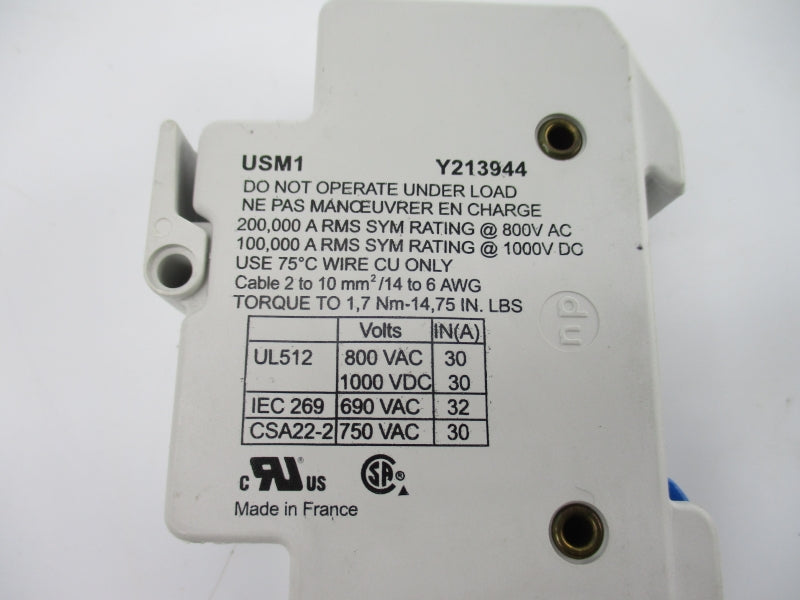 USM1 Y213944
DO NOT OPERATE UNDER LOAD
NE PAS MANŒUVRER EN CHARGE
200,000 A RMS SYM RATING @ 800V AC
100,000 A RMS SYM RATING @ 1000V DC
USE 75°C WIRE CU ONLY
Cable 2 to 10 mm²/14 to 6 AWG
TORQUE TO 1,7 Nm-14,75 IN. LBS
Volts IN(A)
UL512 800 VAC 30
1000 VDC 30
IEC 269 690 VAC 32
CSA22-2 750 VAC 30
C RU US SA®
Made in France